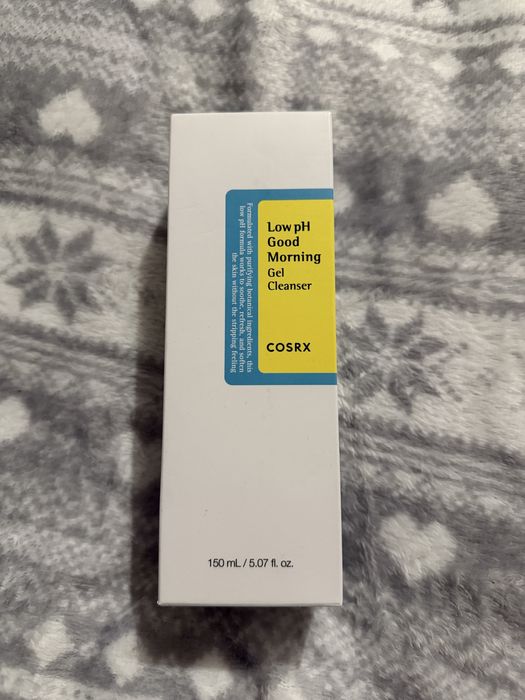 Low pH
Good
Morning
Gel
Cleanser
COSRX
Formulated with purifying botanical ingredients, this
low pH formula works to soothe, refresh, and soften
the skin without the stripping feeling
150 mL / 5.07 fl. oz.